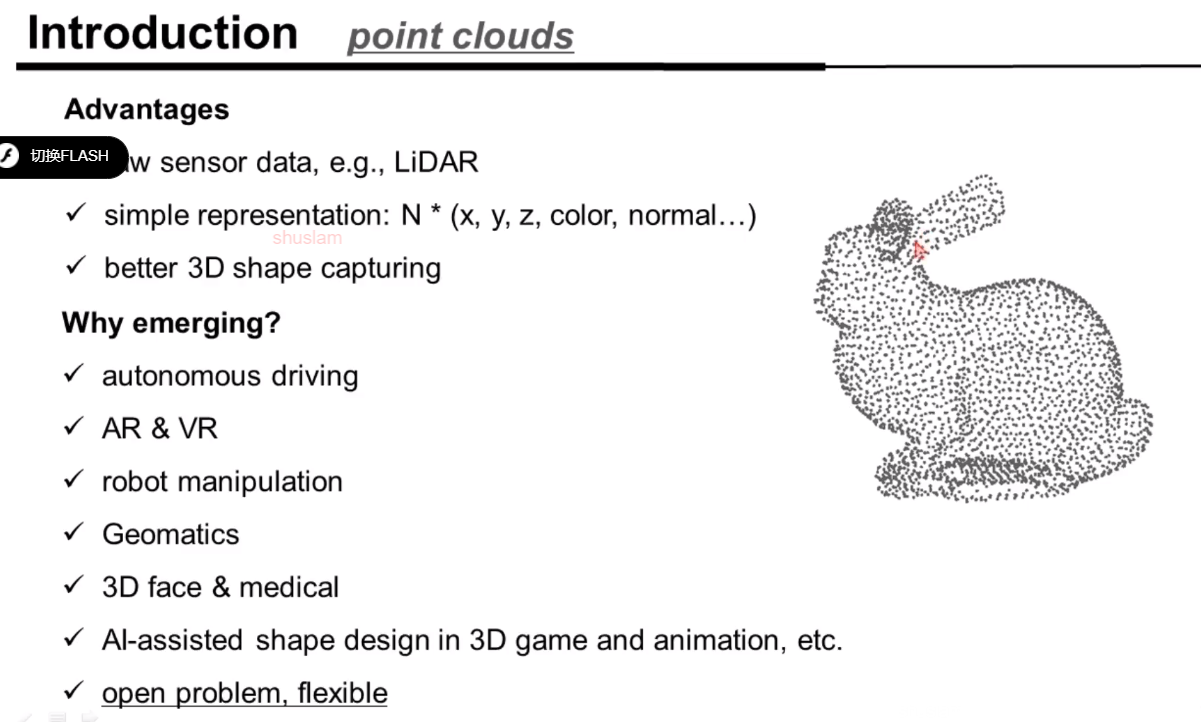 Introduction point clouds
Advantages
切换FLASH
w sensor data, e.g., LiDAR
simple representation: N * (x, y, z, color, normal…)
shuslam
better 3D shape capturing
Why emerging?
autonomous driving
AR & VR
robot manipulation
Geomatics
3D face & medical
AI-assisted shape design in 3D game and animation, etc.
open problem, flexible